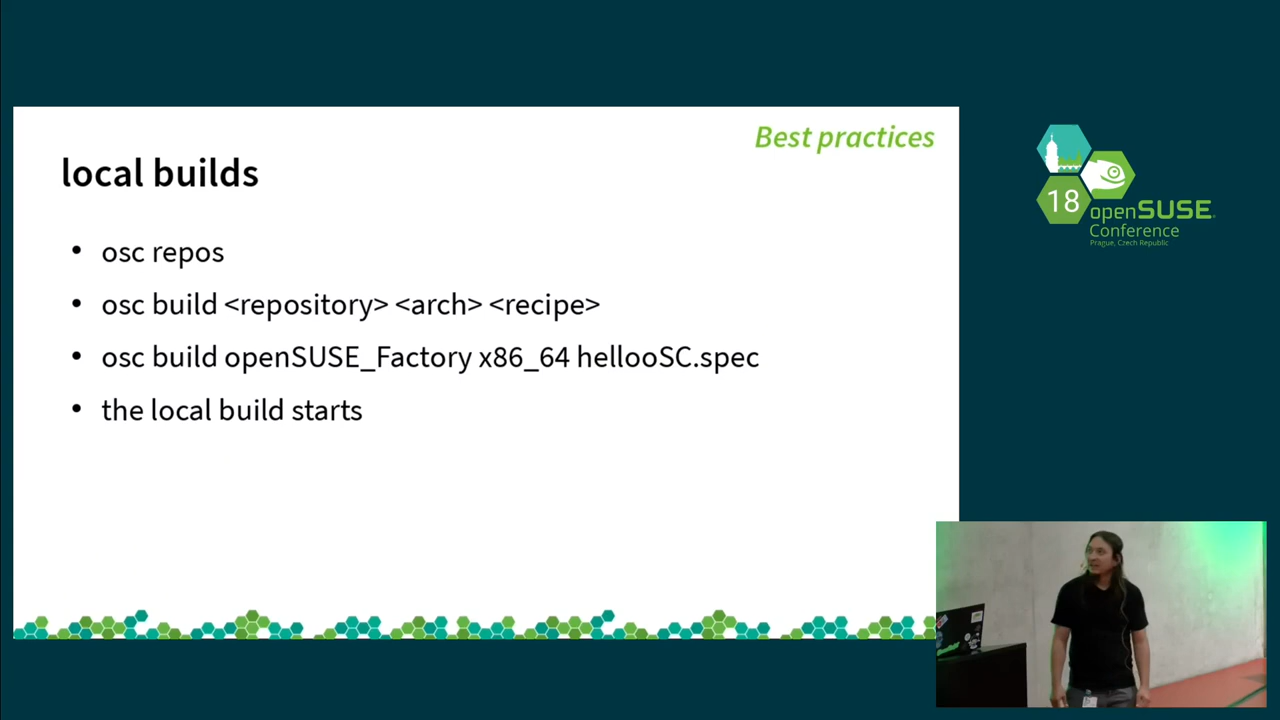 Best practices
local builds
• osc repos
• osc build <repository> <arch> <recipe>
• osc build openSUSE_Factory x86_64 hellooSC.spec
• the local build starts
18
openSUSE
Conference
Prague, Czech Republic